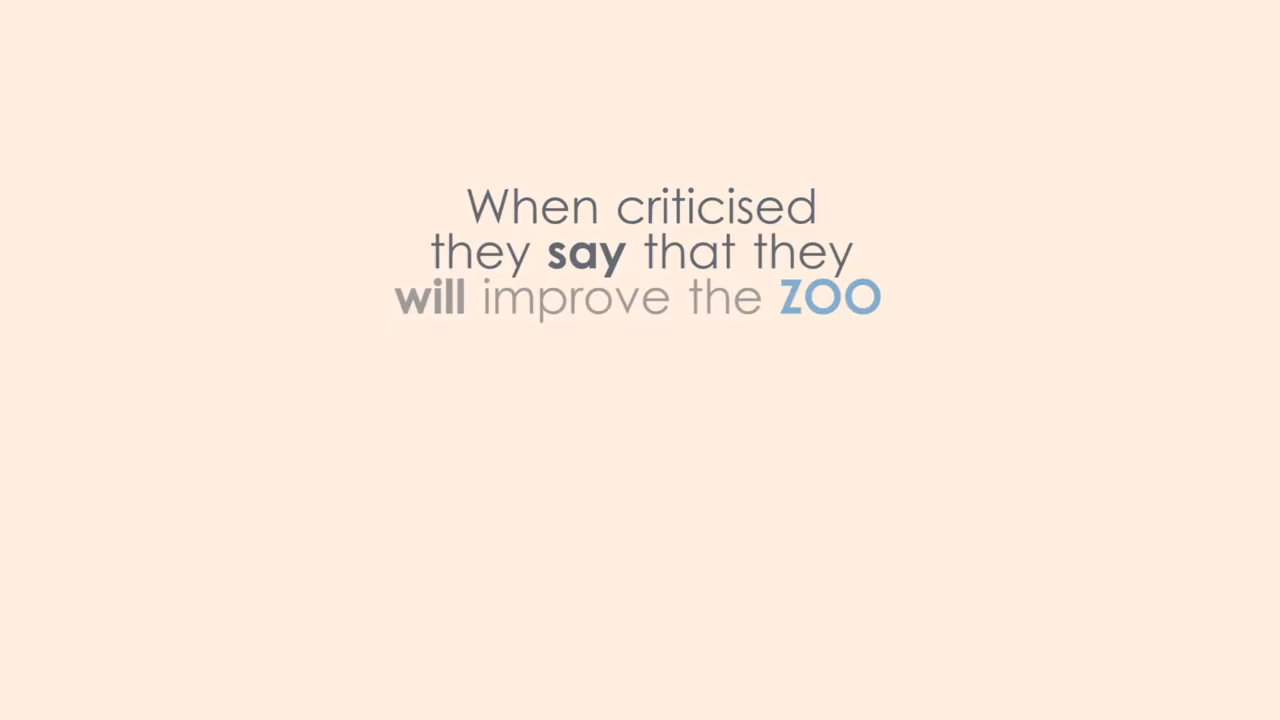 When criticised
they say that they
will improve the ZOO